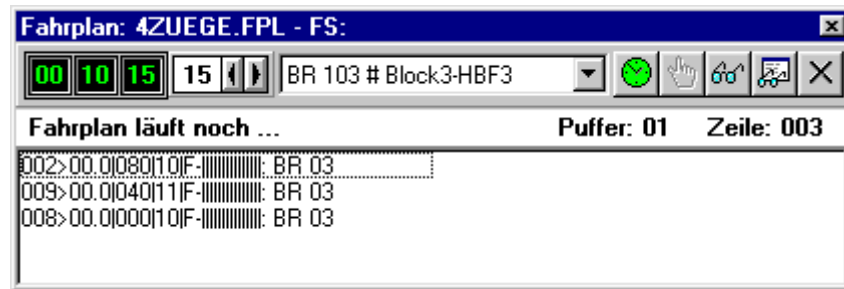 Fahrplan: 4ZUEGE.FPL - FS:
00 10 15 15 BR 103 # Block3-HBF3
Fahrplan läuft noch ... Puffer: 01 Zeile: 003
002>00.0|080|10|F-||||||||||||||: BR 03
009>00.0|040|11|F-||||||||||||||: BR 03
008>00.0|000|10|F-||||||||||||||: BR 03